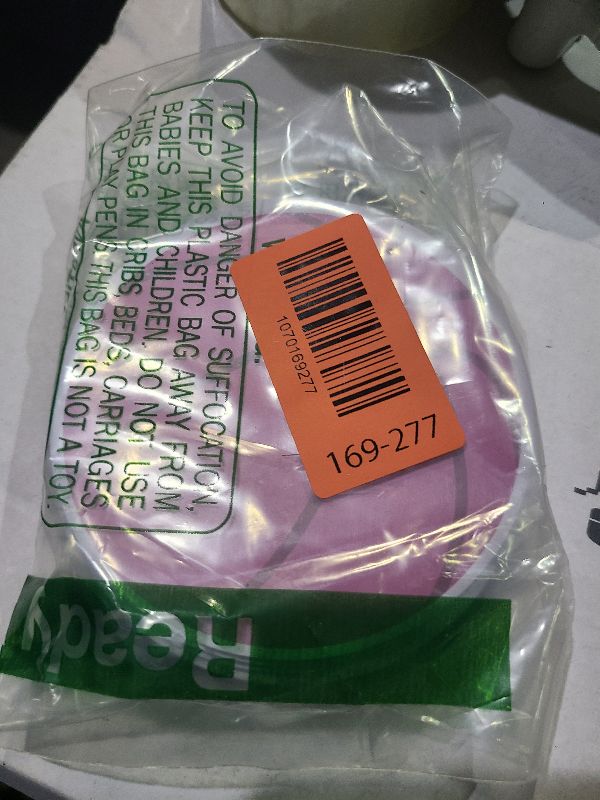 TO AVOID DANGER OF SUFFOCATION,
KEEP THIS PLASTIC BAG AWAY FROM
BABIES AND CHILDREN. DO NOT USE
THIS BAG IN CRIBS, BEDS, CARRIAGES
OR PLAY PENS. THIS BAG IS NOT A TOY.
1070169277
169-277
Ready